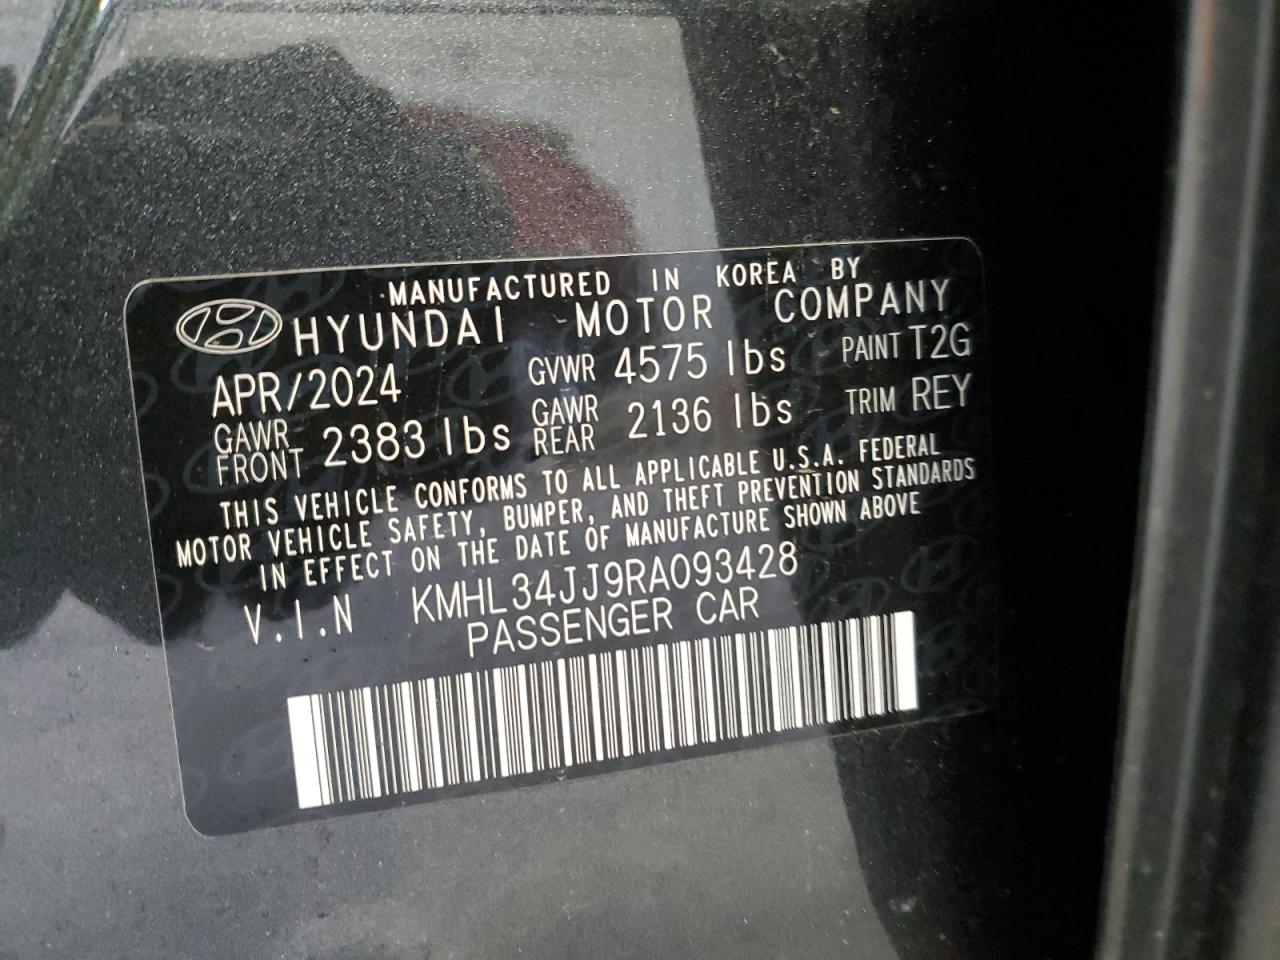 MANUFACTURED IN KOREA BY
HYUNDAI MOTOR COMPANY
APR/2024 GVWR 4575 lbs PAINT T2G
GAWR FRONT 2383 lbs GAWR REAR 2136 lbs TRIM REY
THIS VEHICLE CONFORMS TO ALL APPLICABLE U.S.A. FEDERAL
MOTOR VEHICLE SAFETY, BUMPER, AND THEFT PREVENTION STANDARDS
IN EFFECT ON THE DATE OF MANUFACTURE SHOWN ABOVE
V.I.N KMHL34JJ9RA093428
PASSENGER CAR